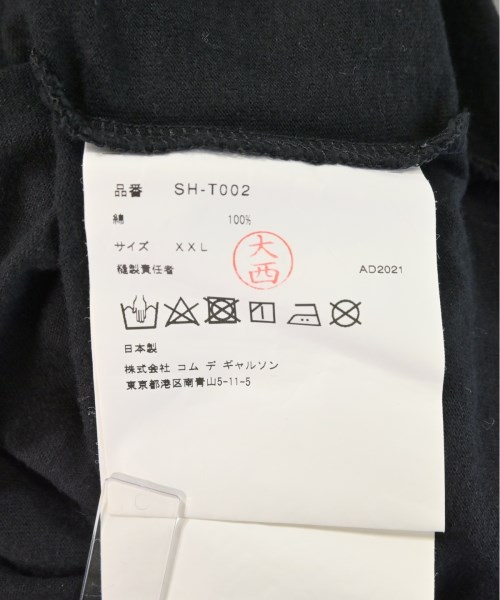 品番 SH-T002
綿 100%
サイズ XXL
大西
縫製責任者 AD2021
日本製
株式会社 コム デ ギャルソン
東京都港区南青山5-11-5